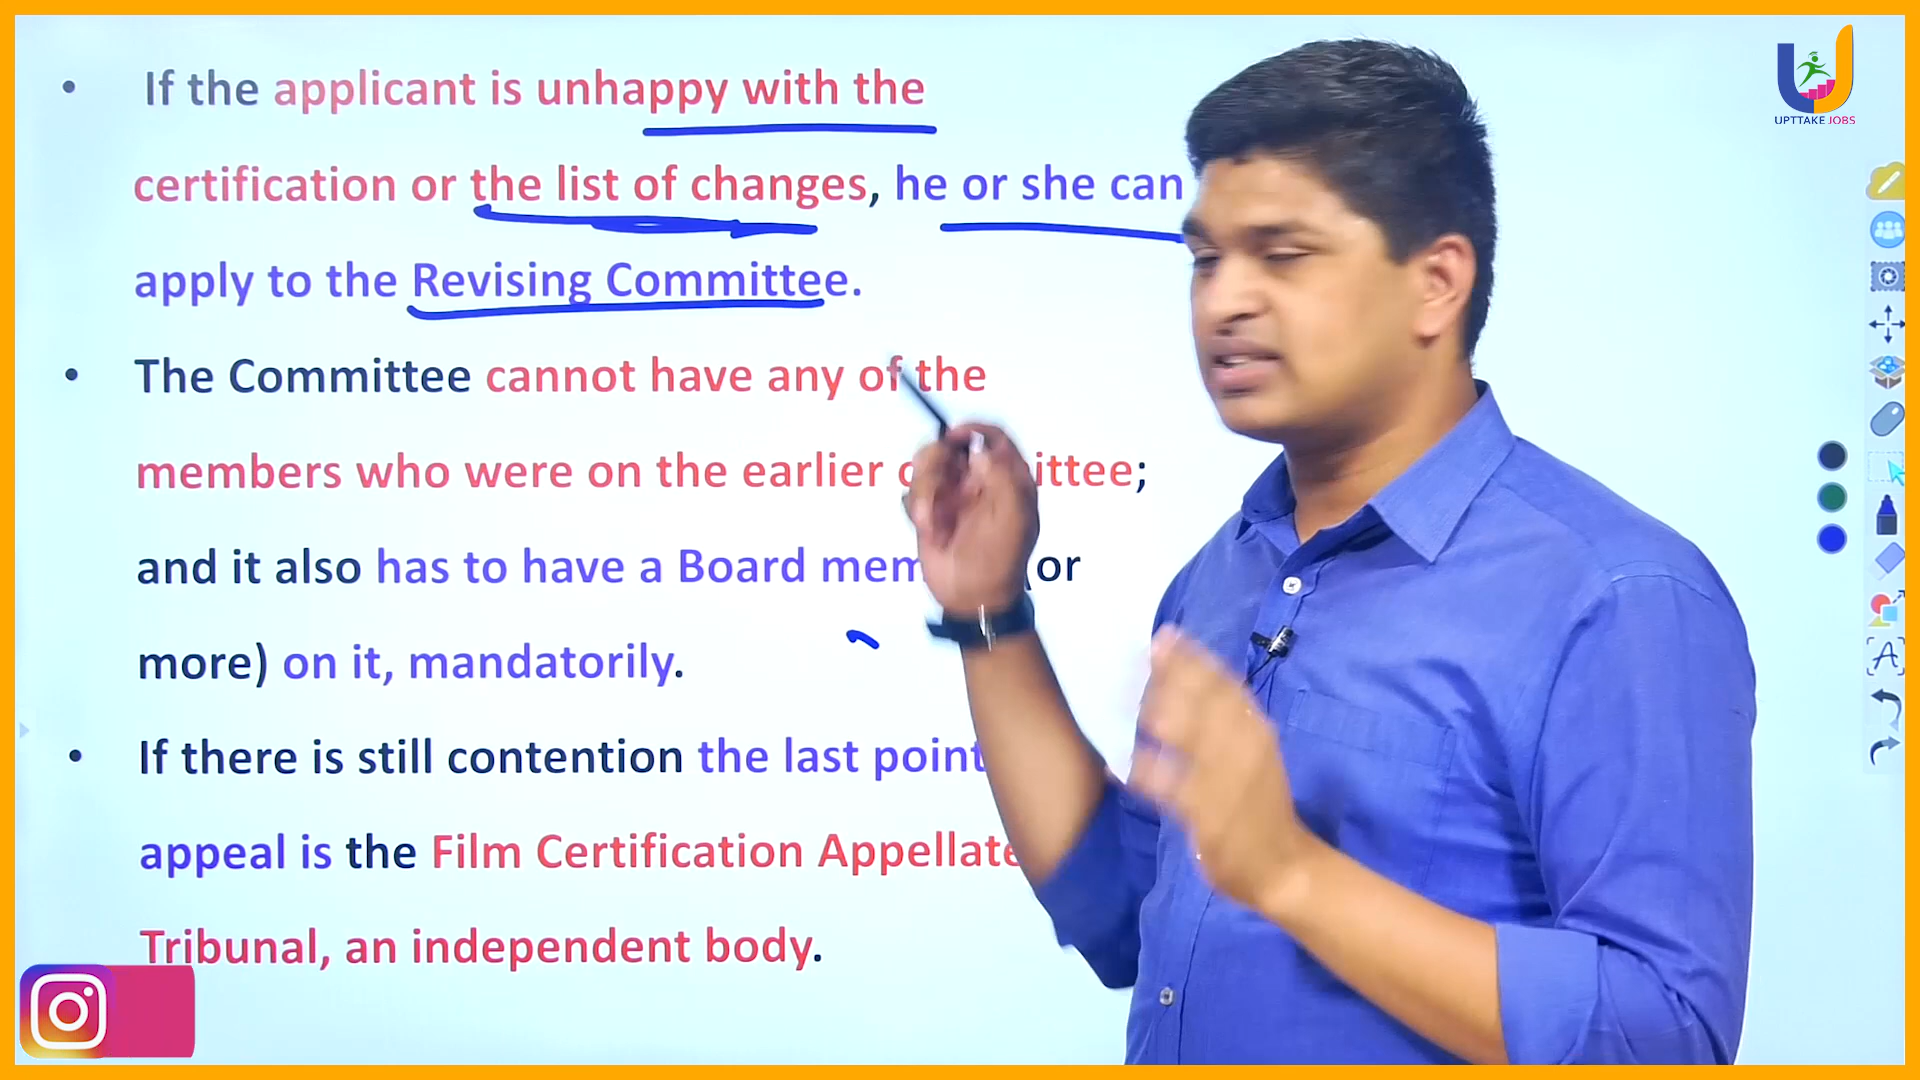 • If the applicant is unhappy with the
certification or the list of changes, he or she can
apply to the Revising Committee.
• The Committee cannot have any of the
members who were on the earlier
and it also has to have a Board (or
more) on it, mandatorily.
• If there is still contention the last point
appeal is the Film Certification Appellate
Tribunal, an independent body.
UPTTAKE JOBS